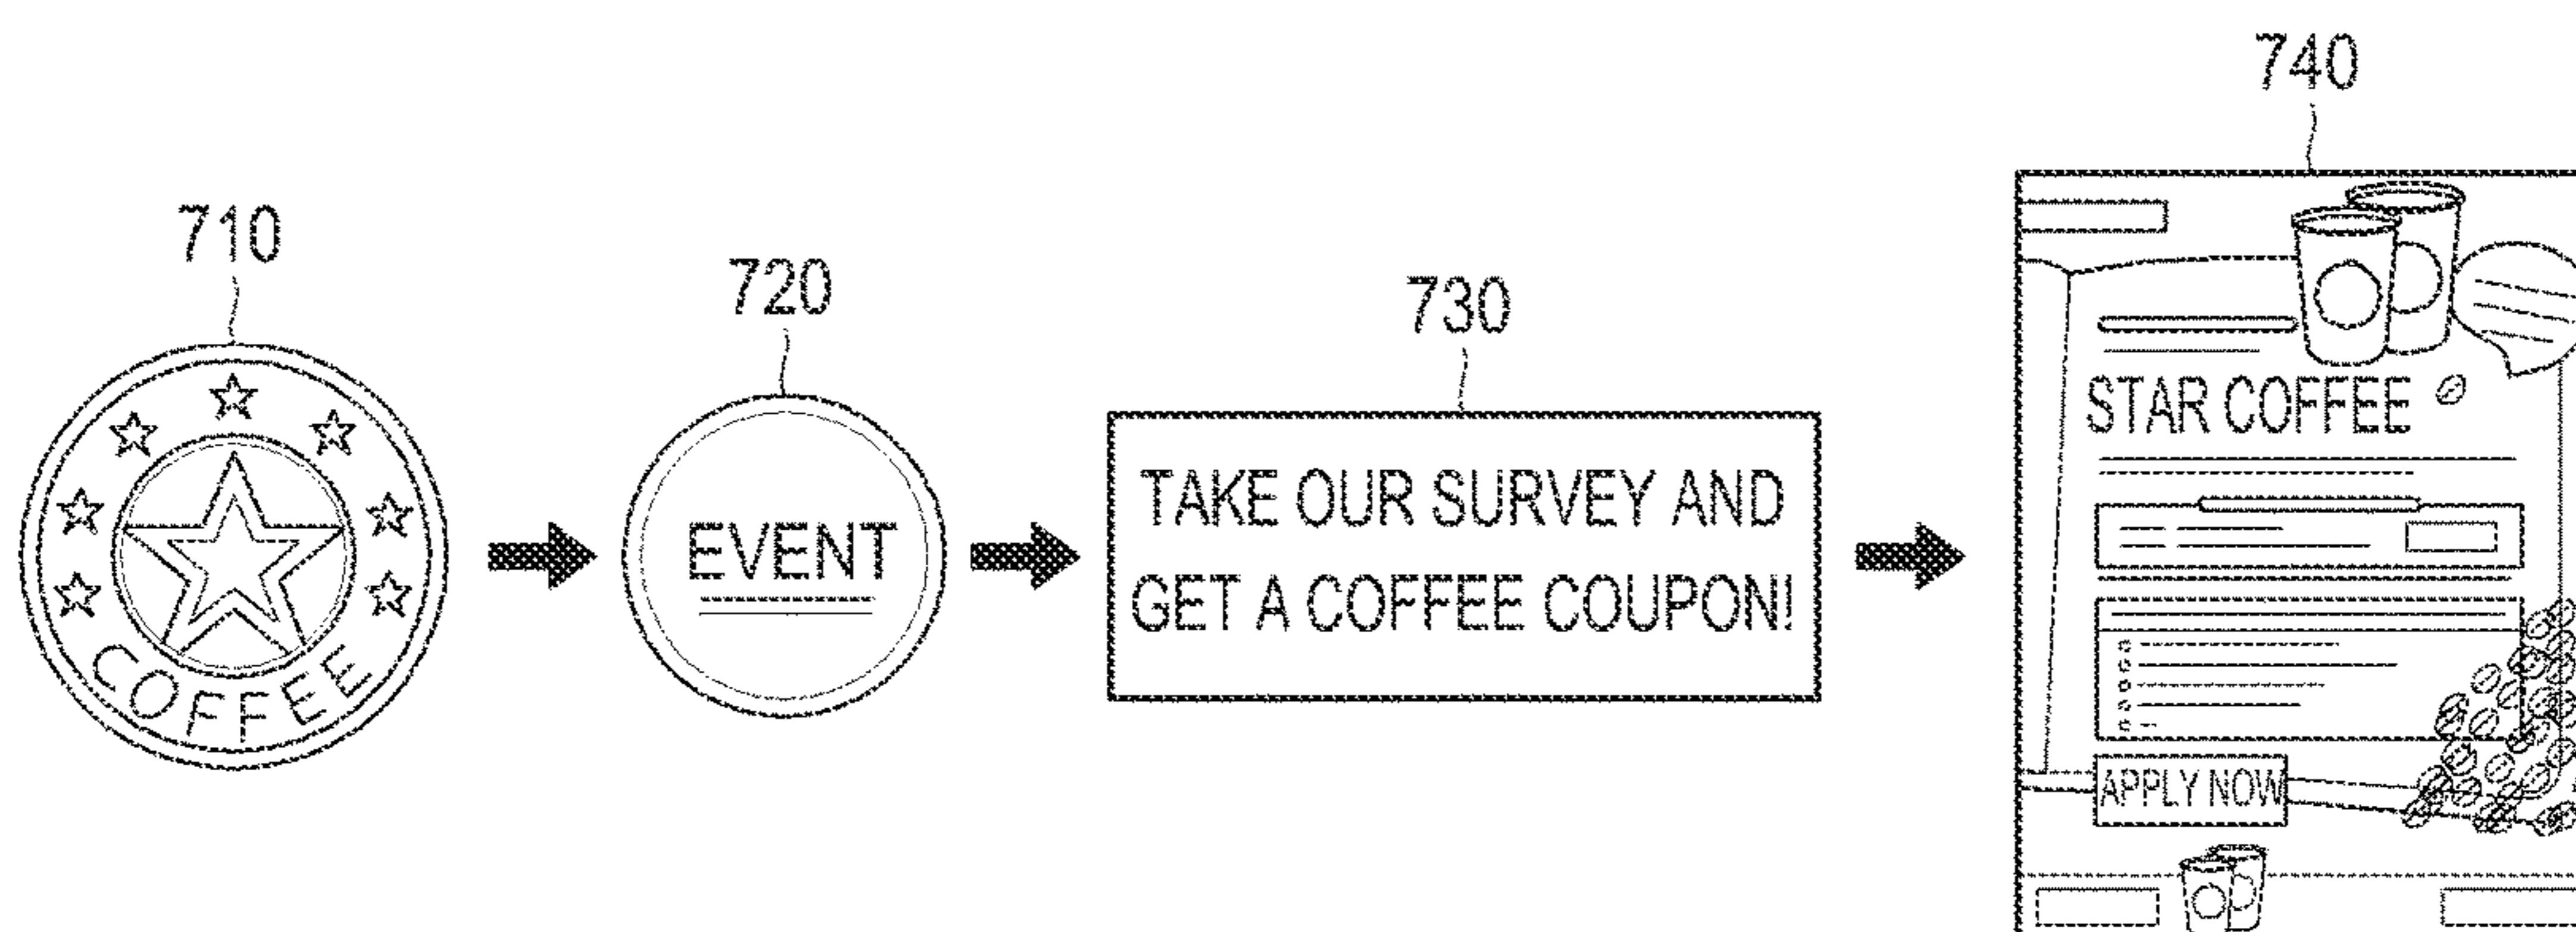 710
COFFEE
720
EVENT
730
TAKE OUR SURVEY AND
GET A COFFEE COUPON!
740
STAR COFFEE
APPLY NOW